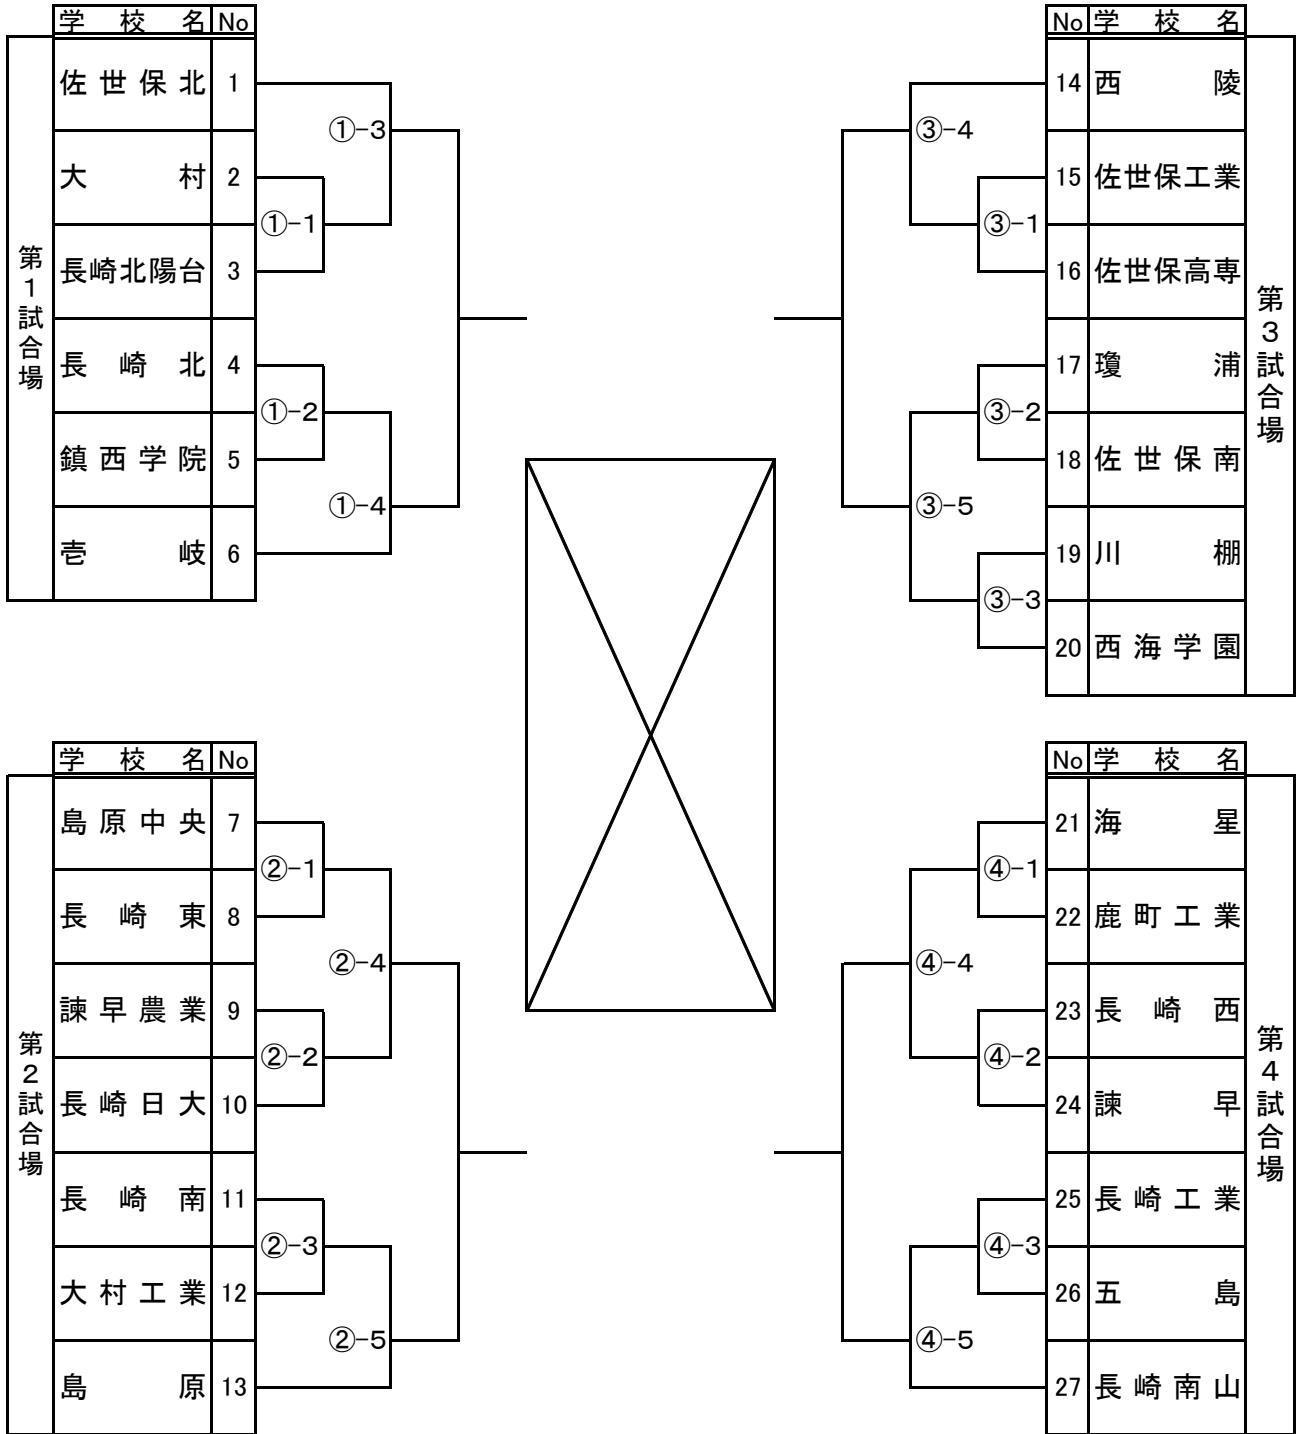 学校名 No
第1試合場
佐世保北 1
大村 2
長崎北陽台 3
長崎北 4
鎮西学院 5
壱岐 6
①-3
①-1
①-2
①-4
No 学校名
第3試合場
14 西陵
15 佐世保工業
16 佐世保高専
17 瓊浦
18 佐世保南
19 川棚
20 西海学園
③-4
③-1
③-2
③-5
③-3
学校名 No
第2試合場
島原中央 7
長崎東 8
諫早農業 9
長崎日大 10
長崎南 11
大村工業 12
島原 13
②-1
②-4
②-2
②-3
②-5
No 学校名
第4試合場
21 海星
22 鹿町工業
23 長崎西
24 諫早
25 長崎工業
26 五島
27 長崎南山
④-1
④-4
④-2
④-3
④-5